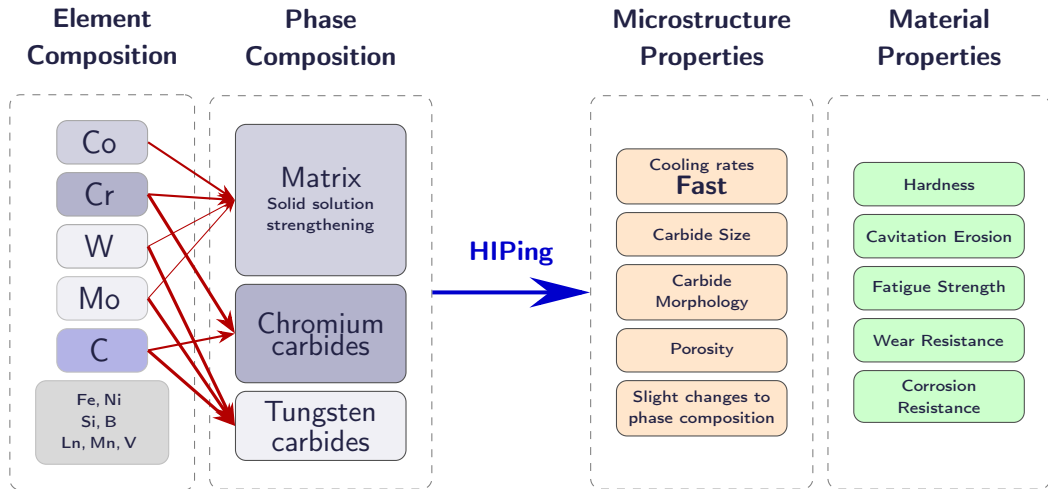 Element
Composition
Phase
Composition
Microstructure
Properties
Material
Properties
Co
Cr
W
Mo
C
Fe, Ni
Si, B
Ln, Mn, V
Matrix
Solid solution
strengthening
Chromium
carbides
Tungsten
carbides
HIPing
Cooling rates
Fast
Carbide Size
Carbide
Morphology
Porosity
Slight changes to
phase composition
Hardness
Cavitation Erosion
Fatigue Strength
Wear Resistance
Corrosion
Resistance